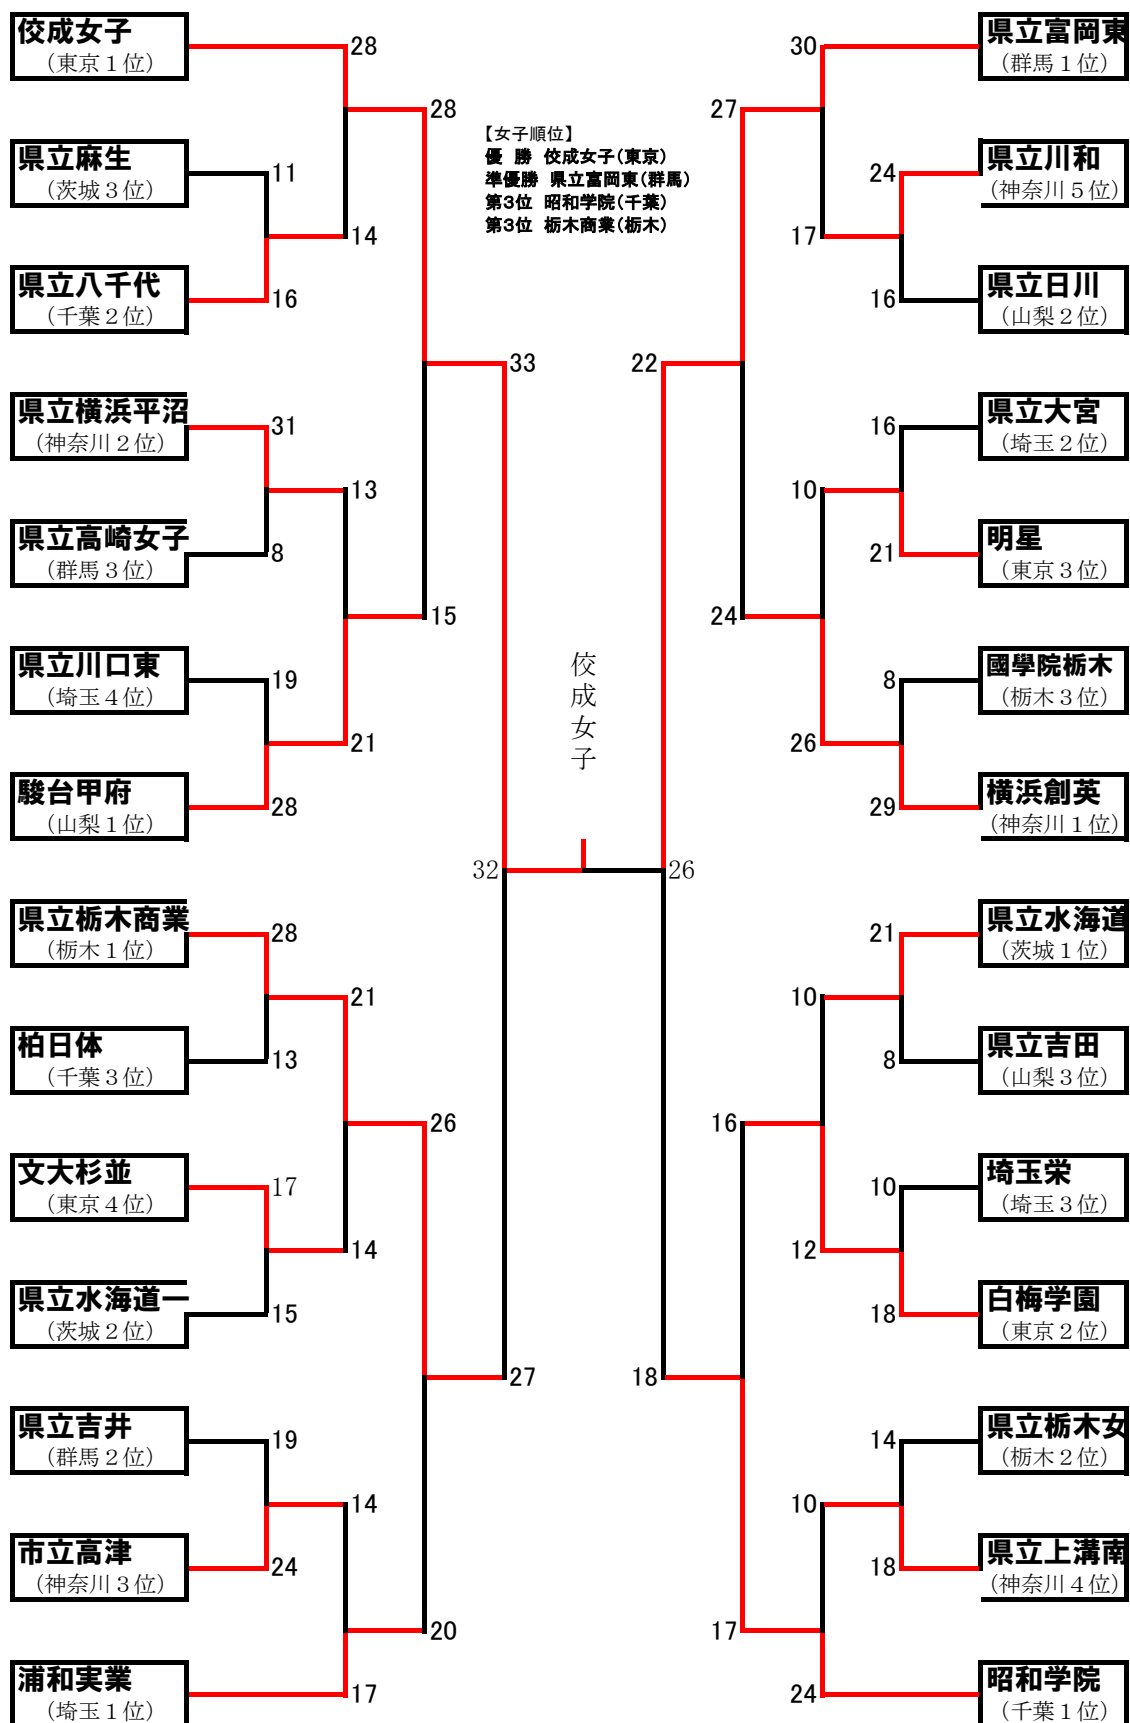 佼成女子
（東京１位）
28
県立麻生
（茨城３位）
11
28
14
県立八千代
（千葉２位）
16
県立横浜平沼
（神奈川２位）
31
33
13
県立高崎女子
（群馬３位）
8
15
県立川口東
（埼玉４位）
19
21
駿台甲府
（山梨１位）
28
32
県立栃木商業
（栃木１位）
28
21
柏日体
（千葉３位）
13
26
文大杉並
（東京４位）
17
14
県立水海道一
（茨城２位）
15
27
県立吉井
（群馬２位）
19
14
市立高津
（神奈川３位）
24
20
浦和実業
（埼玉１位）
17
【女子順位】
優 勝 佼成女子(東京)
準優勝 県立富岡東(群馬)
第3位 昭和学院(千葉)
第3位 栃木商業(栃木)
佼成女子
30
県立富岡東
（群馬１位）
27
24
県立川和
（神奈川５位）
17
16
県立日川
（山梨２位）
22
16
県立大宮
（埼玉２位）
10
21
明星
（東京３位）
24
8
國學院栃木
（栃木３位）
26
29
横浜創英
（神奈川１位）
26
21
県立水海道
（茨城１位）
10
8
県立吉田
（山梨３位）
16
10
埼玉栄
（埼玉３位）
12
18
白梅学園
（東京２位）
18
14
県立栃木女
（栃木２位）
10
18
県立上溝南
（神奈川４位）
17
24
昭和学院
（千葉１位）